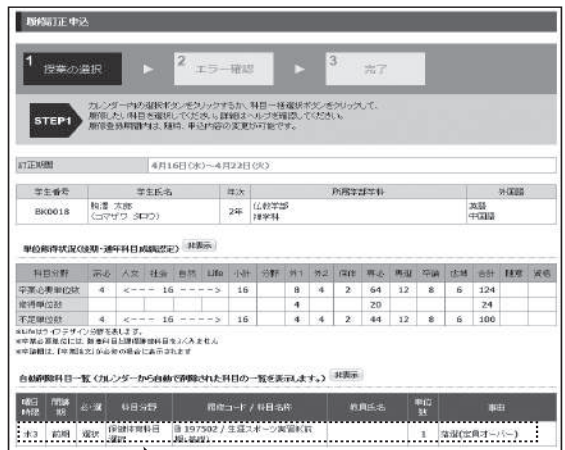 履修訂正申込
1 授業の選択 ▶ 2 エラー確認 ▶ 3 完了
STEP1
カレンダー内の選択ボタンをクリックするか、科目一括選択ボタンをクリックして、
履修したい科目を選択してください。詳細はヘルプを確認してください。
履修登録期間内は、随時、申込内容の変更が可能です。
訂正期間 4月16日(水)～4月22日(火)
学生番号 学生氏名 年次 所属学部学科 外国語
BK0018 駒澤 太郎 (コマザワ タロウ) 2年 仏教学部 禅学科 英語 中国語
単位修得状況(後期・通年科目成績認定) 非表示
科目分野 宗必 人文 社会 自然 Life 小計 分野 外1 外2 保体 専必 専選 卒論 広域 合計 随意 資格
卒業必要単位数 4 <--- 16 ----> 16 8 4 2 64 12 8 6 124
修得単位数 4 20 24
不足単位数 4 <--- 16 ----> 16 4 4 2 44 12 8 6 100
※Lifeはライフデザイン分野を表します。
自動削除科目一覧 (カレンダーから自動で削除された科目の一覧を表示します。) 非表示
曜日時限 開講期 必・選 科目分野 履修コード / 科目名称 教員氏名 単位数 事由
水3 前期 選択 保健体育科目 選択 197502 / 生涯スポーツ実習 1 落選(定員オーバー)